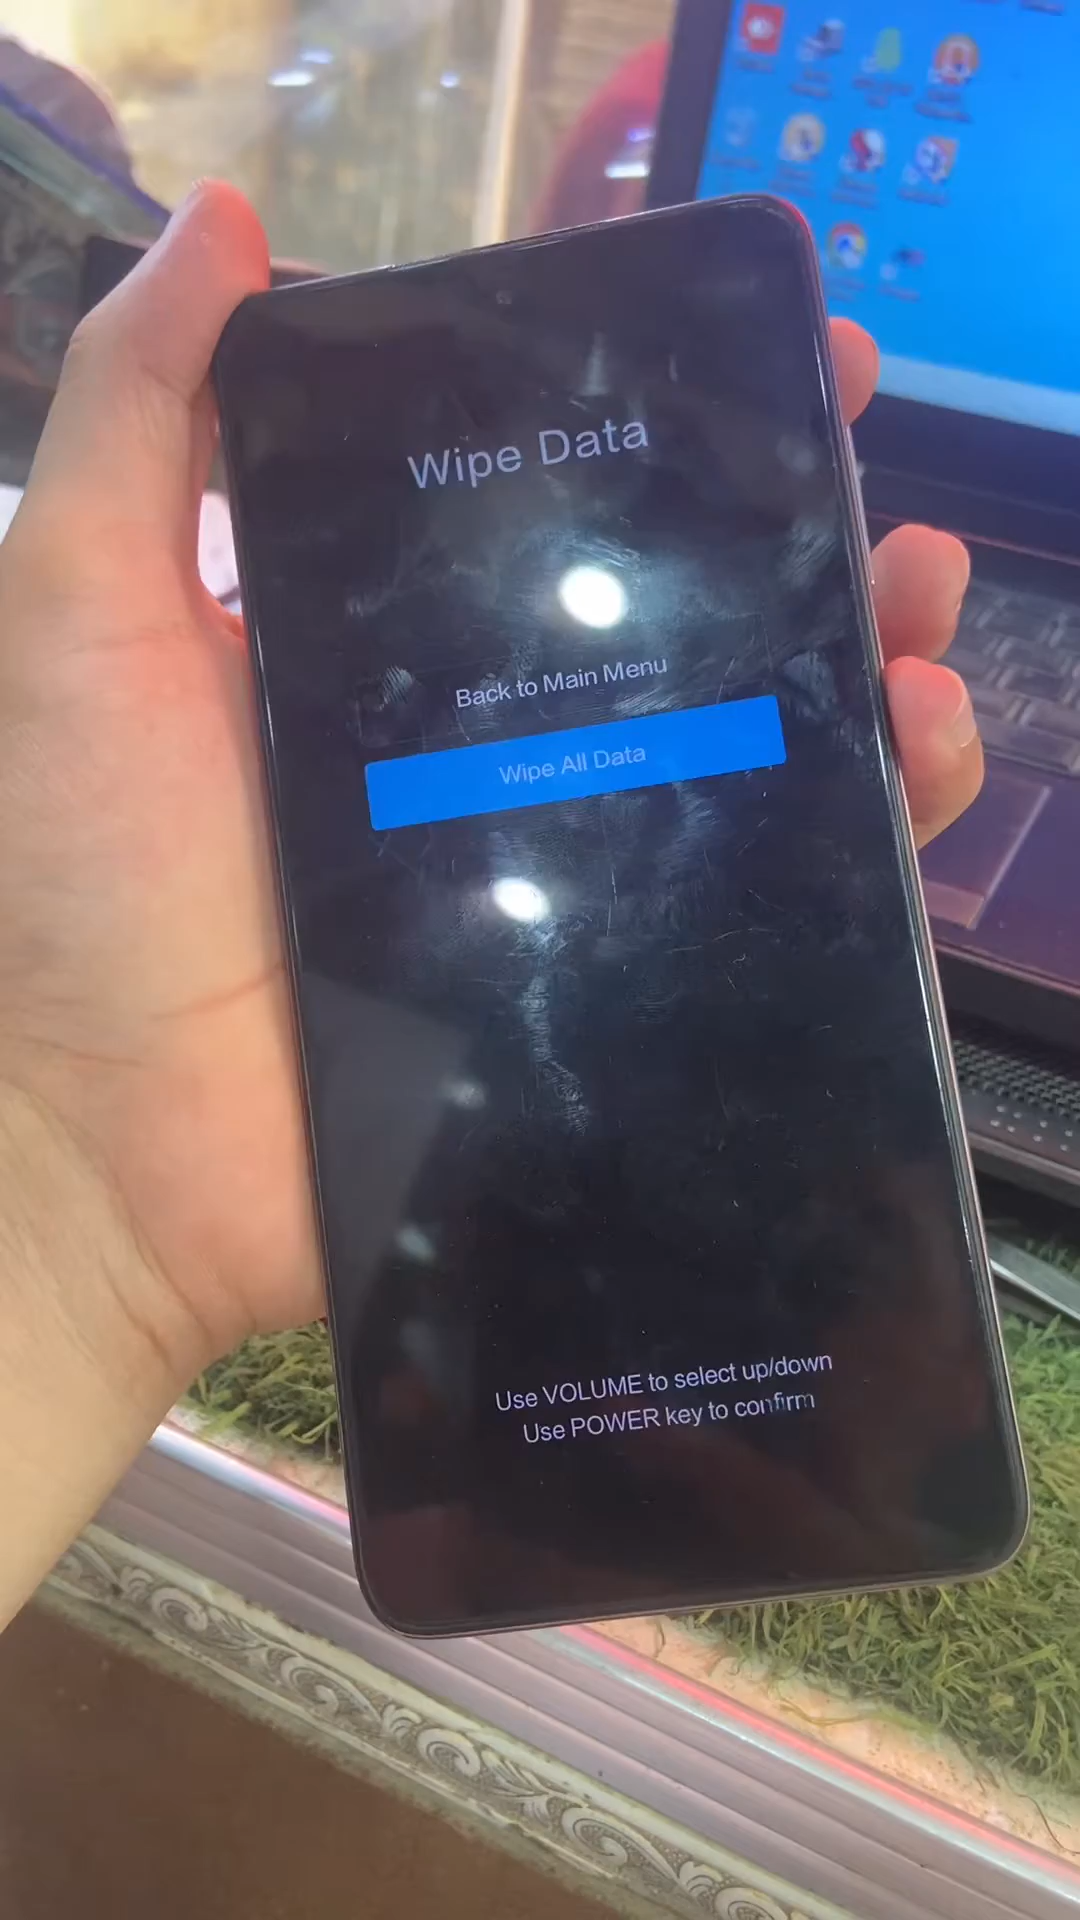 Wipe Data
Back to Main Menu
Wipe All Data
Use VOLUME to select up/down
Use POWER key to confirm